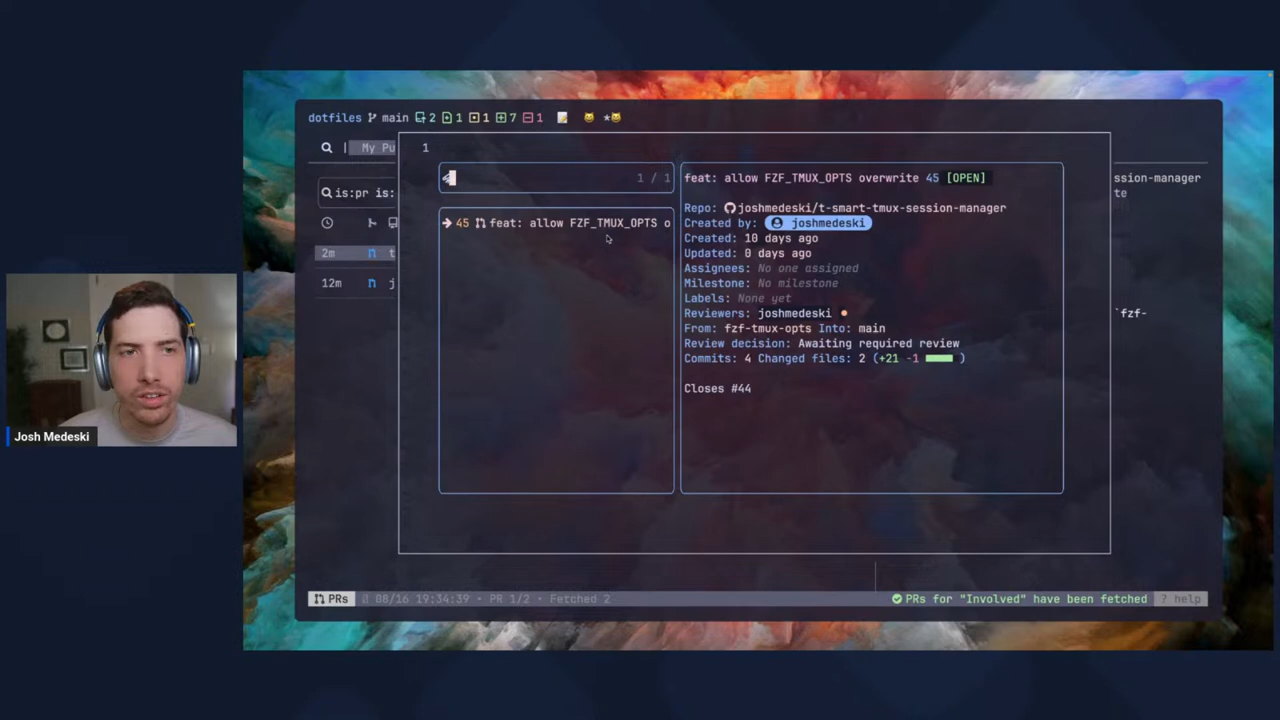 dotfiles main 2 1 1 7 1
My Pu
1
is:pr is:
1 / 1
45 feat: allow FZF_TMUX_OPTS o
2m t
12m j
feat: allow FZF_TMUX_OPTS overwrite 45 [OPEN]
Repo: joshmedeski/t-smart-tmux-session-manager
Created by: joshmedeski
Created: 10 days ago
Updated: 0 days ago
Assignees: No one assigned
Milestone: No milestone
Labels: None yet
Reviewers: joshmedeski
From: fzf-tmux-opts Into: main
Review decision: Awaiting required review
Commits: 4 Changed files: 2 (+21 -1 )
Closes #44
ssion-manager
te
`fzf-
Josh Medeski
PRs 08/16 19:34:39 • PR 1/2 • Fetched 2
PRs for "Involved" have been fetched ? help